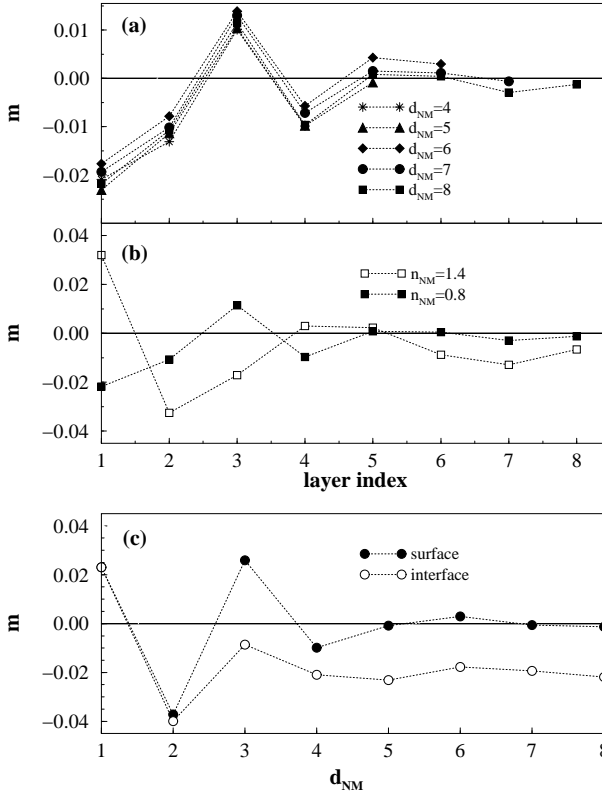 (a)
0.01
0.00
−0.01
−0.02
m
d_NM=4
d_NM=5
d_NM=6
d_NM=7
d_NM=8
(b)
0.04
0.02
0.00
−0.02
−0.04
m
n_NM=1.4
n_NM=0.8
1 2 3 4 5 6 7 8
layer index
(c)
0.04
0.02
0.00
−0.02
−0.04
m
surface
interface
1 2 3 4 5 6 7 8
d_NM